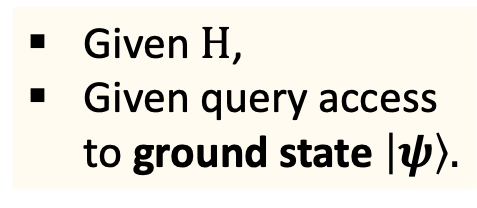 ▪ Given H,
▪ Given query access
to ground state |ψ⟩.